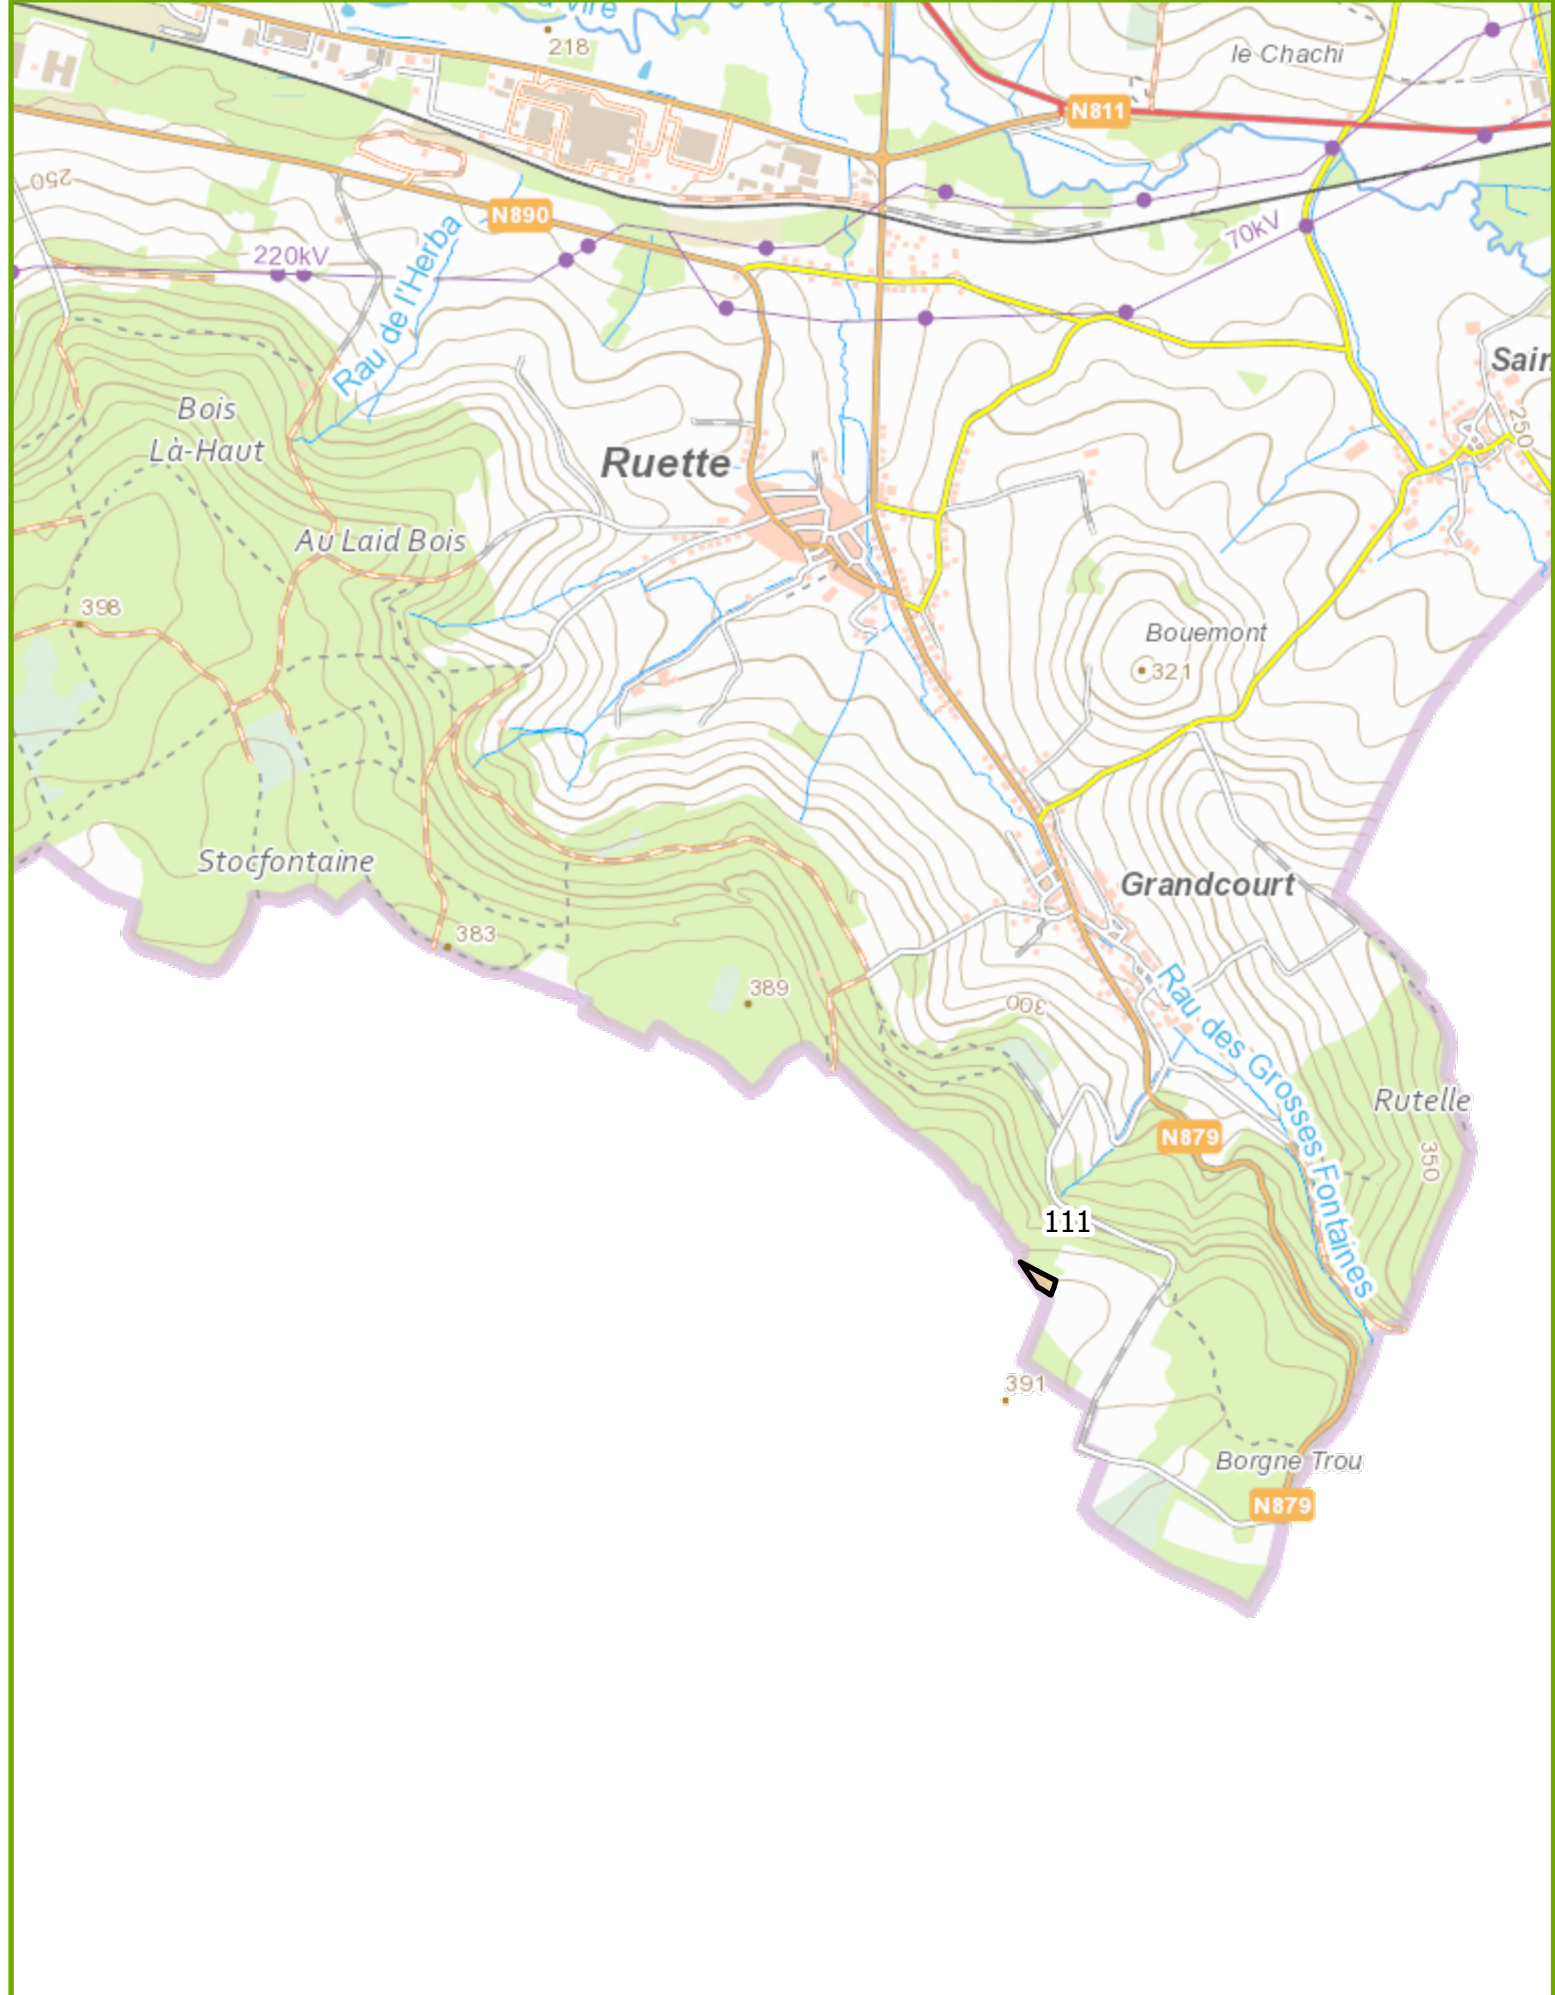 218
le Chachi
N811
250
N890
220kV
70kV
Rau de l'Herba
Bois
Là-Haut
Ruette
250
Au Laid Bois
398
Bouemont
321
Stocfontaine
Grandcourt
383
389
300
Rau des Grosses Fontaines
Rutelle
N879
350
111
391
Borgne Trou
N879